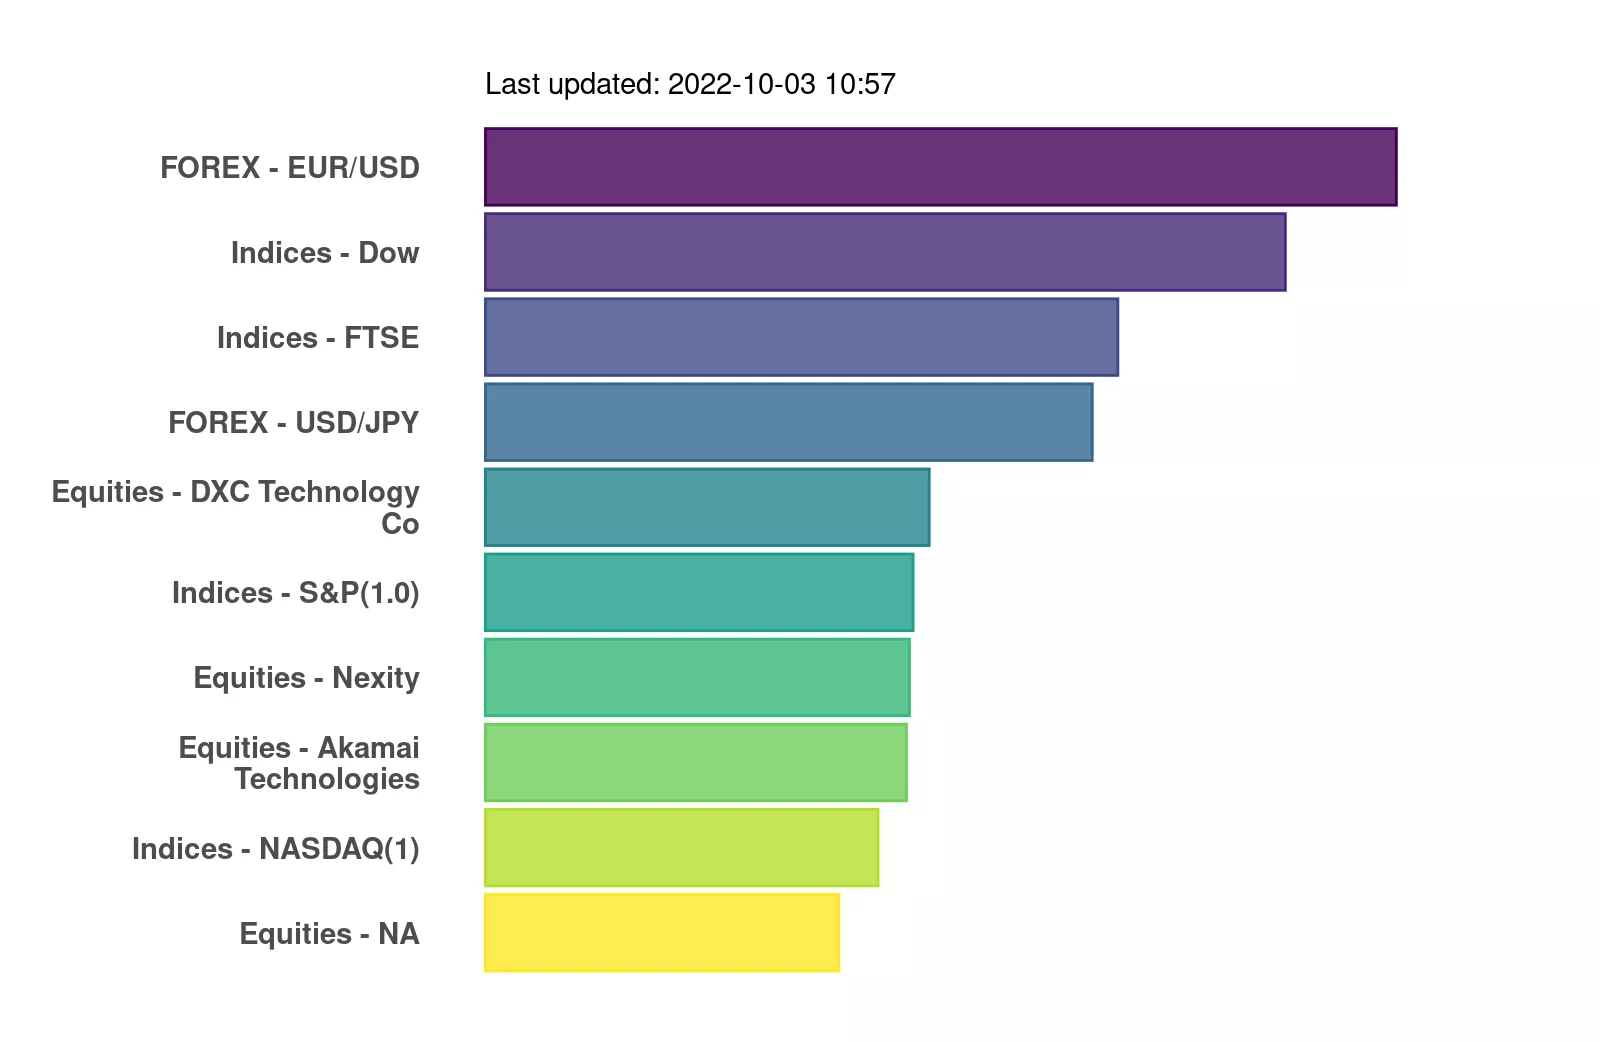 Last updated: 2022-10-03 10:57
FOREX - EUR/USD
Indices - Dow
Indices - FTSE
FOREX - USD/JPY
Equities - DXC Technology
Co
Indices - S&P(1.0)
Equities - Nexity
Equities - Akamai
Technologies
Indices - NASDAQ(1)
Equities - NA